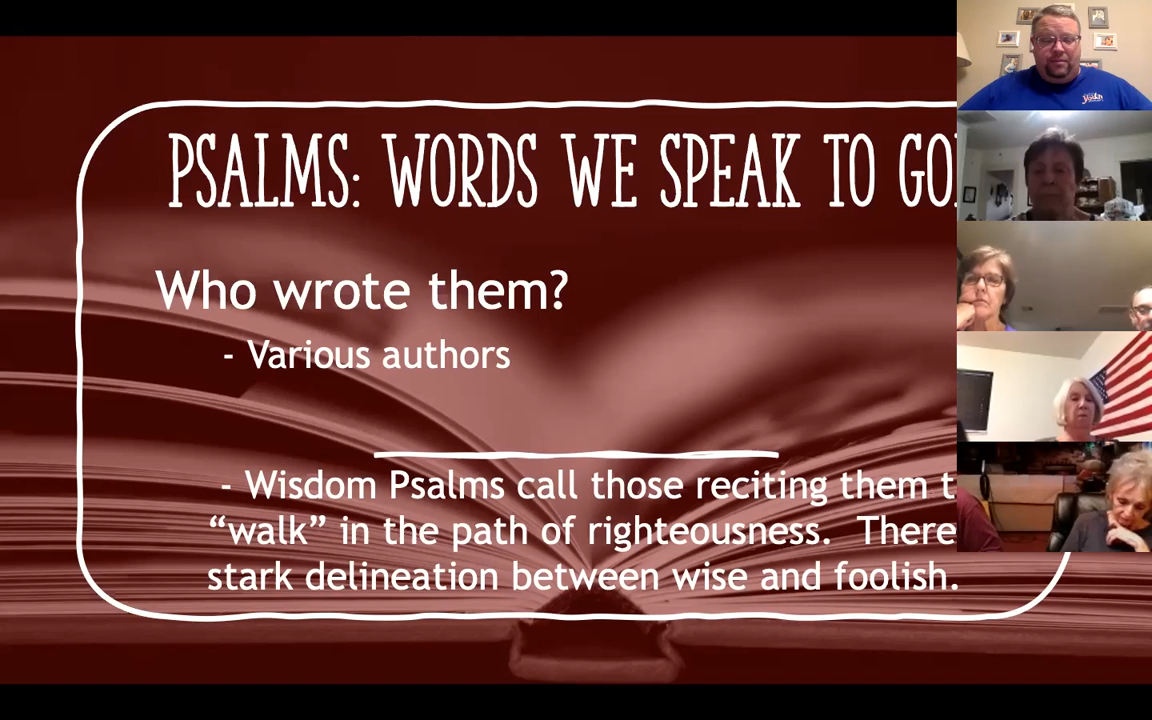 PSALMS: WORDS WE SPEAK TO GO
Who wrote them?
- Various authors
- Wisdom Psalms call those reciting them t
“walk” in the path of righteousness. There
stark delineation between wise and foolish.